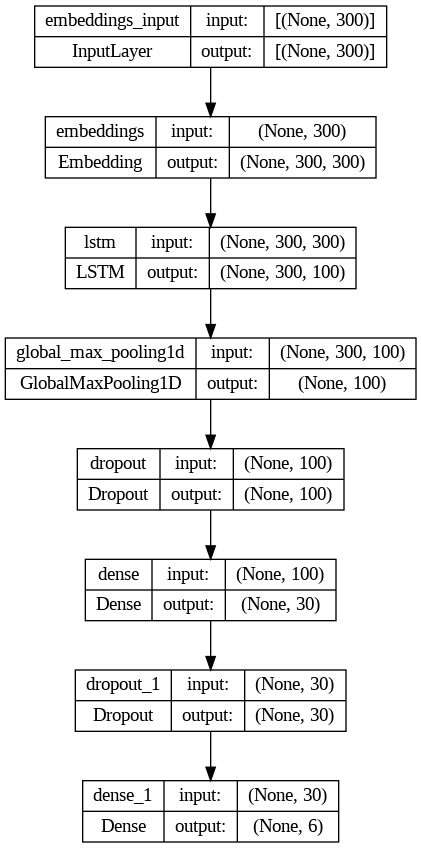 embeddings_input input: [(None, 300)]
InputLayer output: [(None, 300)]
embeddings input: (None, 300)
Embedding output: (None, 300, 300)
lstm input: (None, 300, 300)
LSTM output: (None, 300, 100)
global_max_pooling1d input: (None, 300, 100)
GlobalMaxPooling1D output: (None, 100)
dropout input: (None, 100)
Dropout output: (None, 100)
dense input: (None, 100)
Dense output: (None, 30)
dropout_1 input: (None, 30)
Dropout output: (None, 30)
dense_1 input: (None, 30)
Dense output: (None, 6)